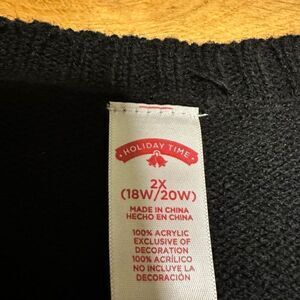 • HOLIDAY TIME •
2X
(18W/20W)
MADE IN CHINA
HECHO EN CHINA
100% ACRYLIC
EXCLUSIVE OF
DECORATION
100% ACRÍLICO
NO INCLUYE LA
DECORACIÓN